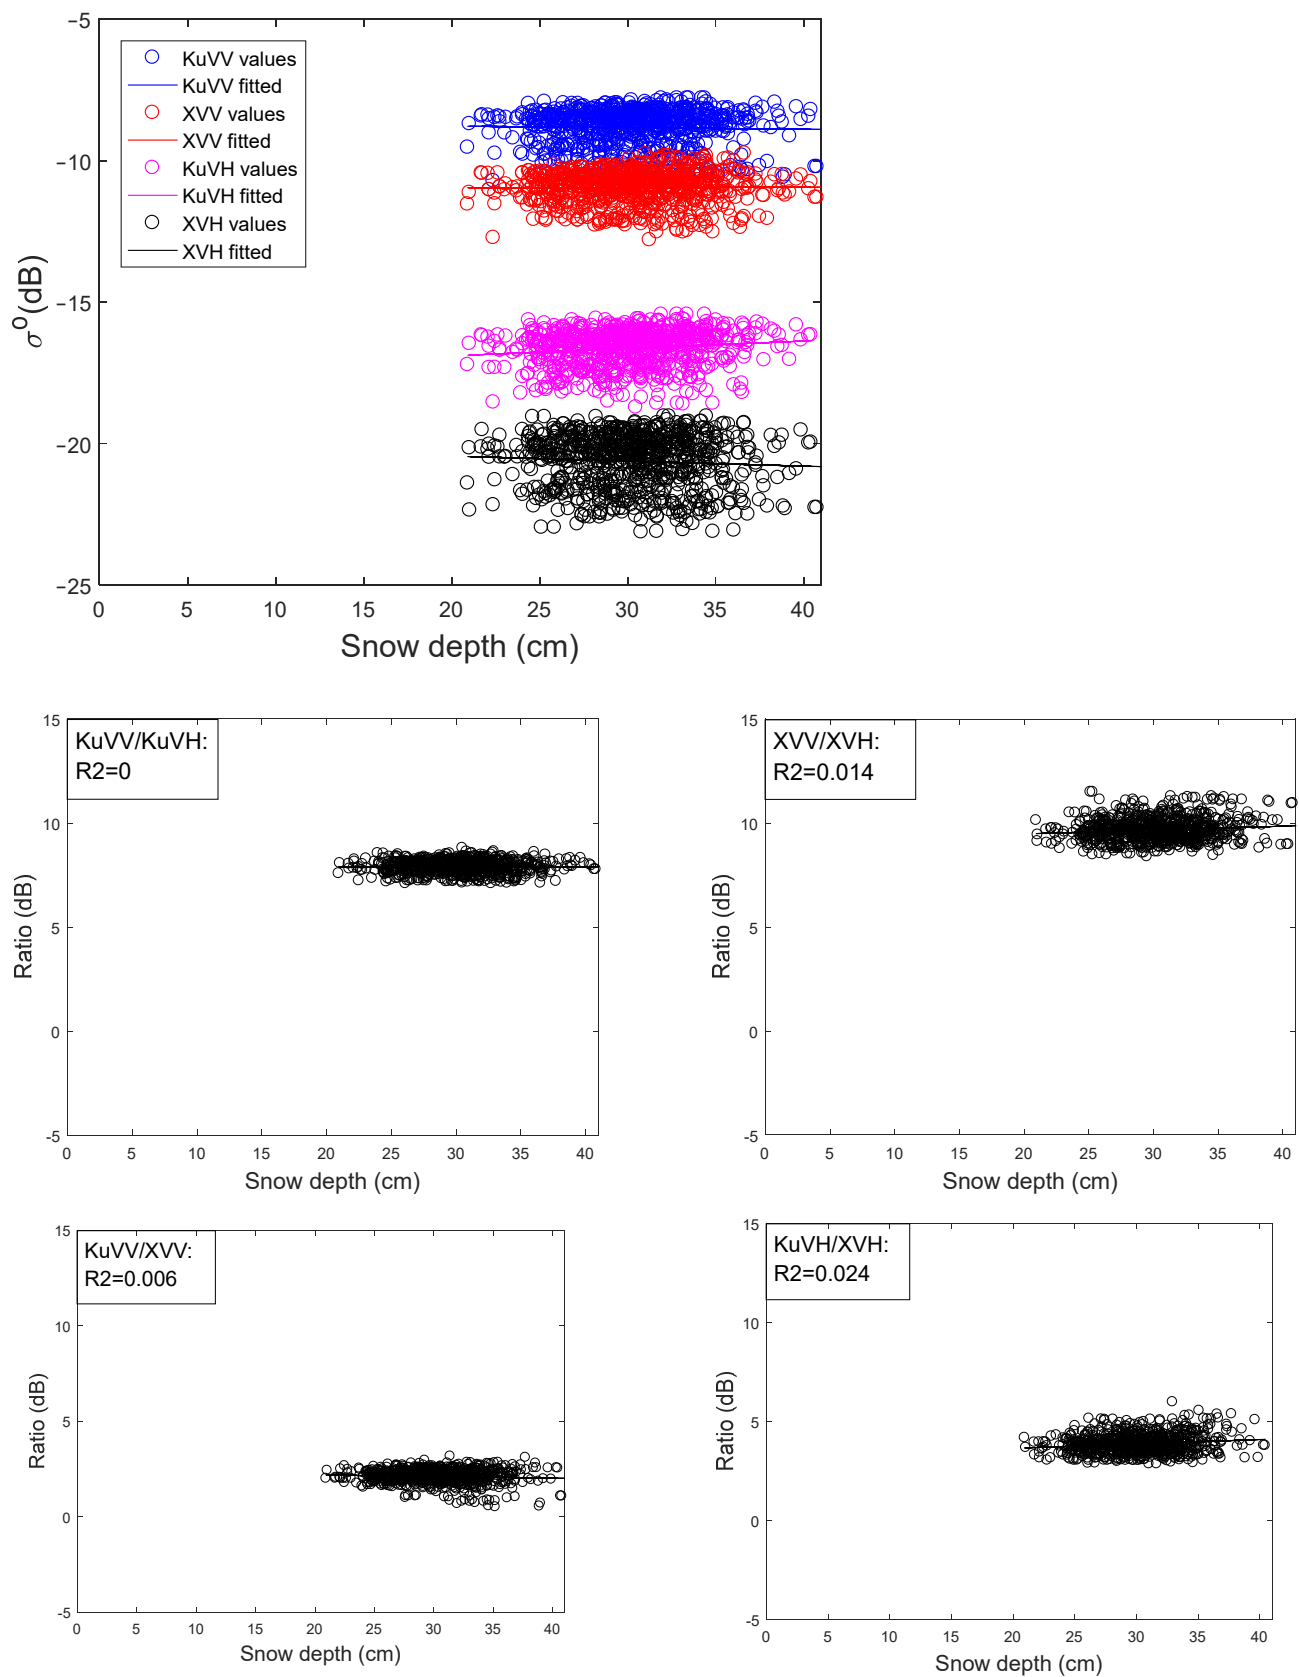 −5
−10
−15
−20
−25
σ⁰(dB)
KuVV values
KuVV fitted
XVV values
XVV fitted
KuVH values
KuVH fitted
XVH values
XVH fitted
0 5 10 15 20 25 30 35 40
Snow depth (cm)
15
10
5
0
-5
Ratio (dB)
KuVV/KuVH:
R2=0
0 5 10 15 20 25 30 35 40
Snow depth (cm)
15
10
5
0
-5
Ratio (dB)
XVV/XVH:
R2=0.014
0 5 10 15 20 25 30 35 40
Snow depth (cm)
15
10
5
0
-5
Ratio (dB)
KuVV/XVV:
R2=0.006
0 5 10 15 20 25 30 35 40
Snow depth (cm)
15
10
5
0
-5
Ratio (dB)
KuVH/XVH:
R2=0.024
0 5 10 15 20 25 30 35 40
Snow depth (cm)